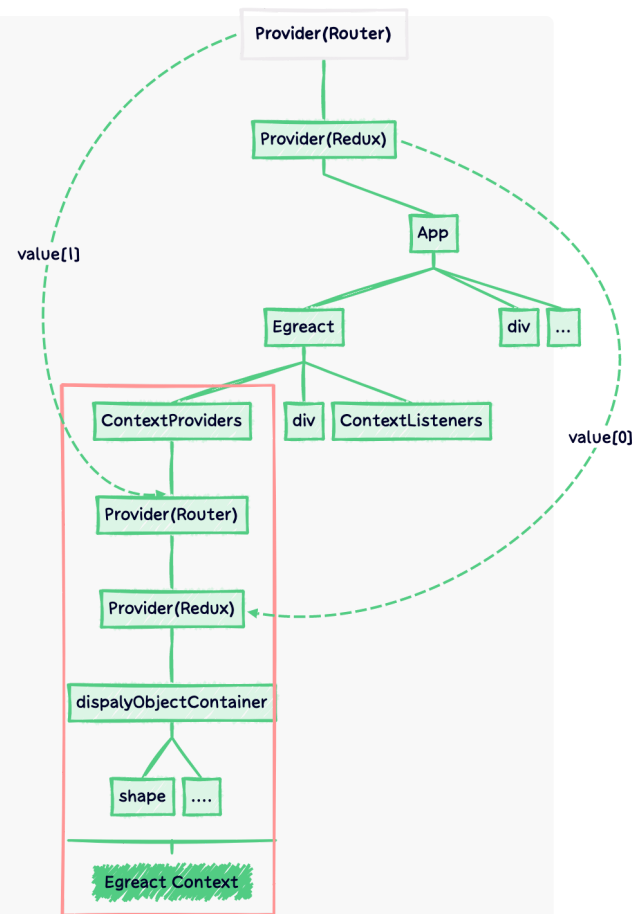 Provider(Router)
Provider(Redux)
App
value[1]
Egreact
div
...
ContextProviders
div
ContextListeners
value[0]
Provider(Router)
Provider(Redux)
dispalyObjectContainer
shape
....
Egreact Context